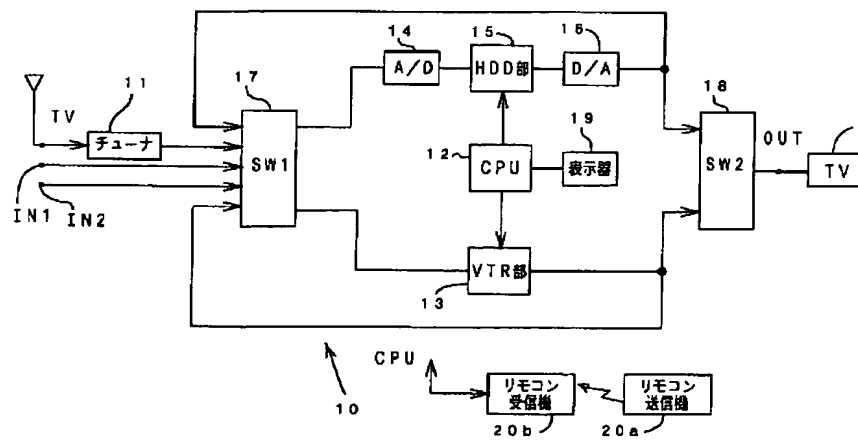 14
15
16
A/D
HDD部
D/A
17
18
11
TV
チューナ
SW1
19
OUT
12
CPU
表示器
SW2
TV
IN1
IN2
VTR部
13
CPU
10
リモコン
受信機
リモコン
送信機
20b
20a